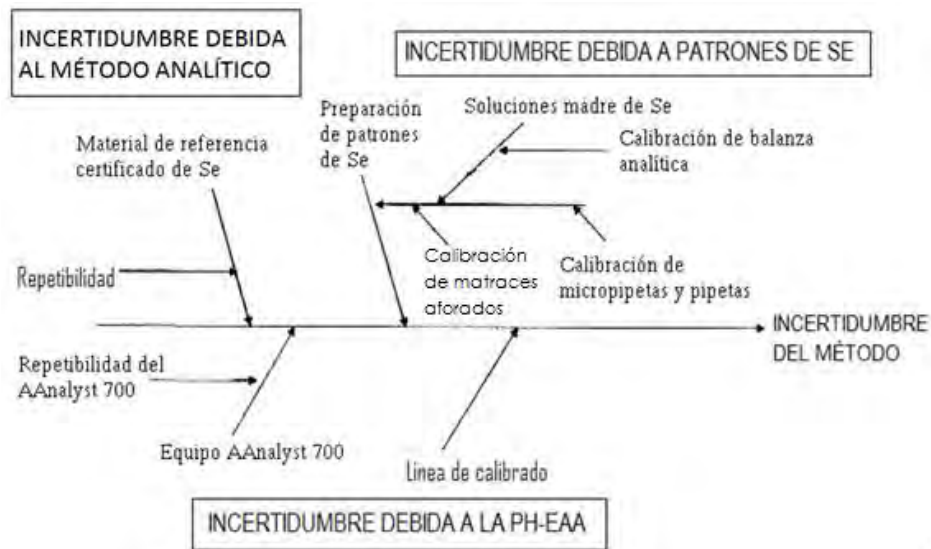 INCERTIDUMBRE DEBIDA
AL MÉTODO ANALÍTICO
INCERTIDUMBRE DEBIDA A PATRONES DE SE
Material de referencia
certificado de Se
Preparación
de patrones
de Se
Soluciones madre de Se
Calibración de balanza
analítica
Repetibilidad
Calibración
de matraces
aforados
Calibración de
micropipetas y pipetas
INCERTIDUMBRE
DEL MÉTODO
Repetibilidad del
AAnalyst 700
Equipo AAnalyst 700
Línea de calibrado
INCERTIDUMBRE DEBIDA A LA PH-EAA